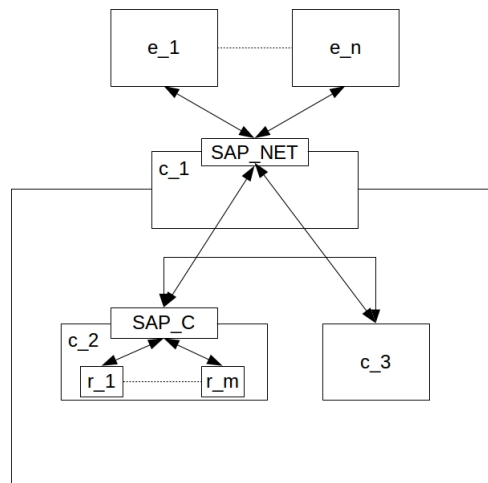 e_1
e_n
SAP_NET
c_1
SAP_C
c_2
r_1
r_m
c_3